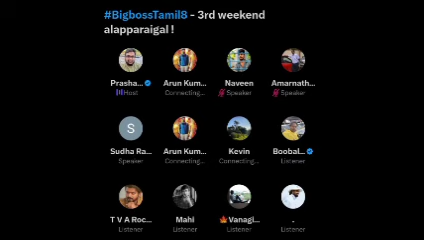 #BigbossTamil8 - 3rd weekend
alapparaigal !
Prasha... Arun Kum... Naveen Amarnath...
Host Connecting... Speaker Speaker
S
Sudha Ra... Arun Kum... Kevin Boobal...
Speaker Connecting... Connecting... Listener
T V A Roc... Mahi Vanagi... .
Listener Listener Listener Listener